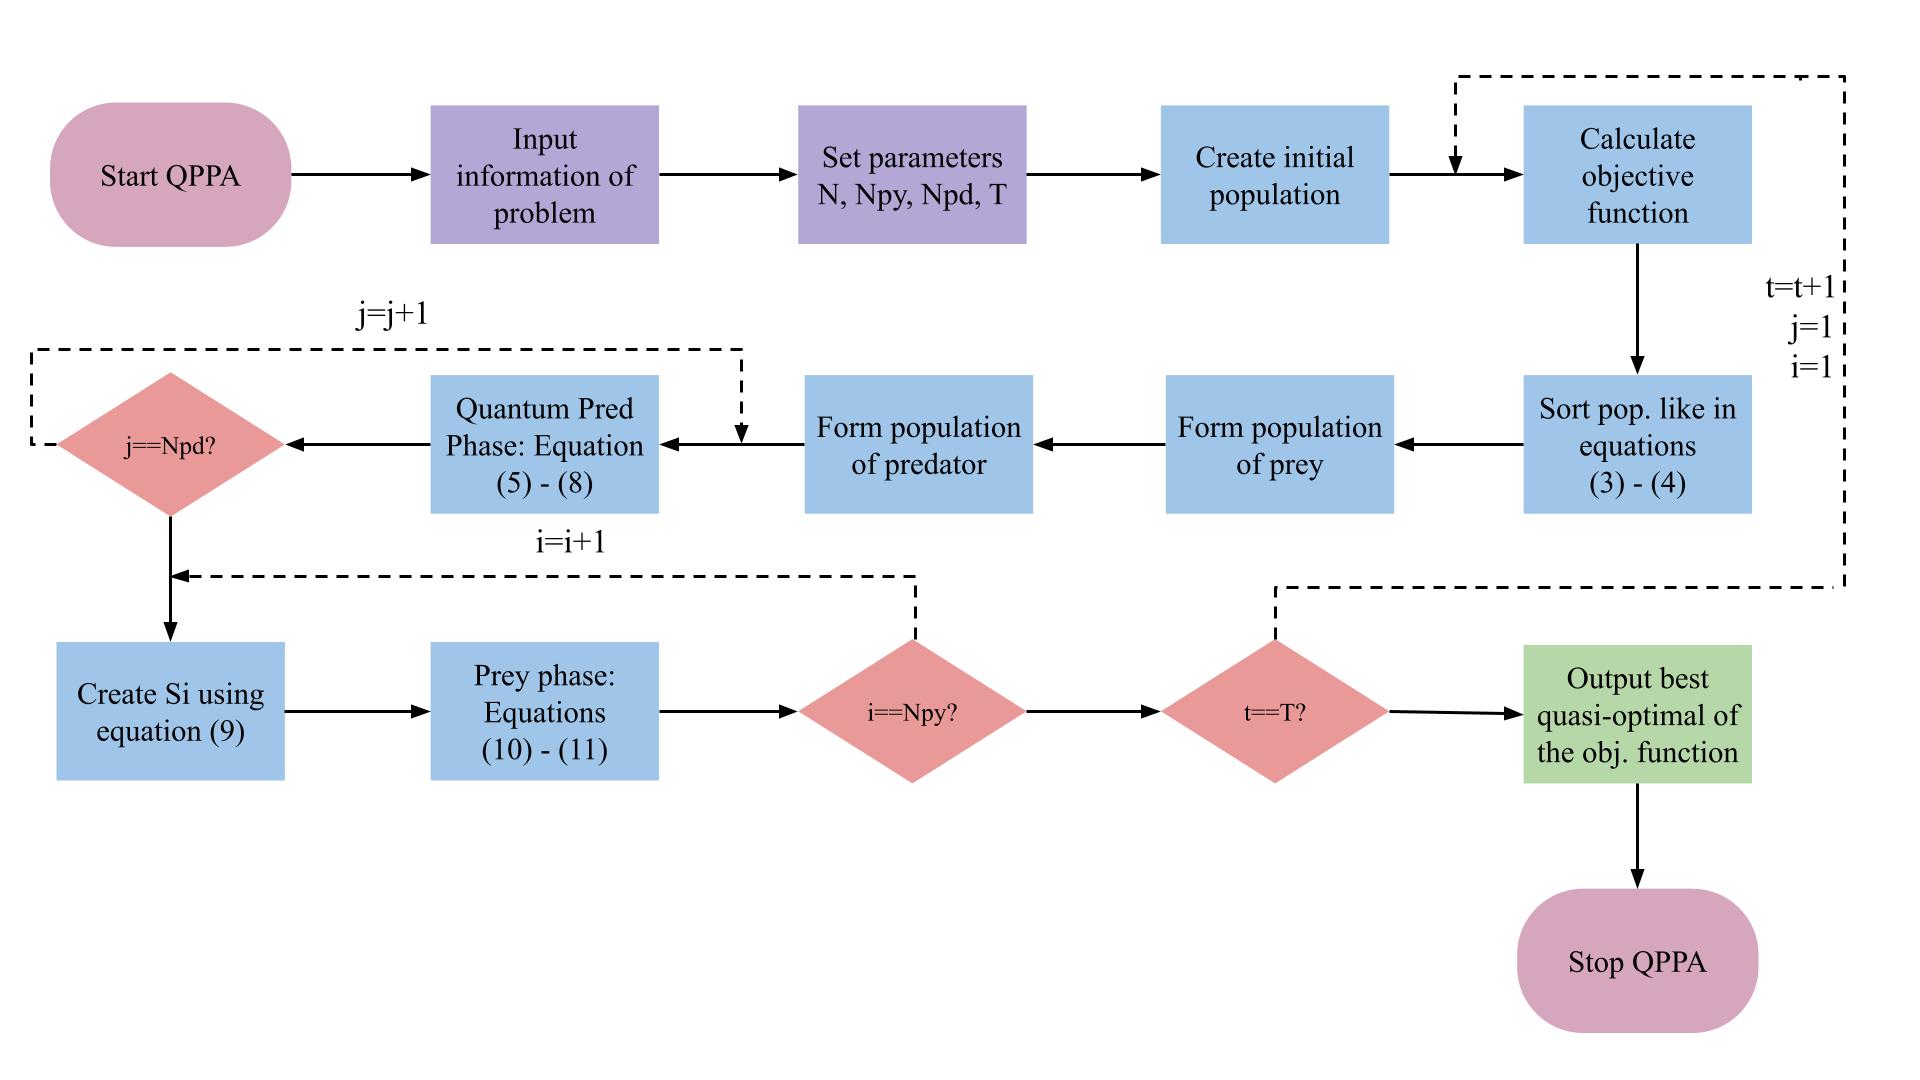 Start QPPA
Input
information of
problem
Set parameters
N, Npy, Npd, T
Create initial
population
Calculate
objective
function
t=t+1
j=1
i=1
Sort pop. like in
equations
(3) - (4)
Form population
of prey
Form population
of predator
j=j+1
Quantum Pred
Phase: Equation
(5) - (8)
j==Npd?
i=i+1
Create Si using
equation (9)
Prey phase:
Equations
(10) - (11)
i==Npy?
t==T?
Output best
quasi-optimal of
the obj. function
Stop QPPA